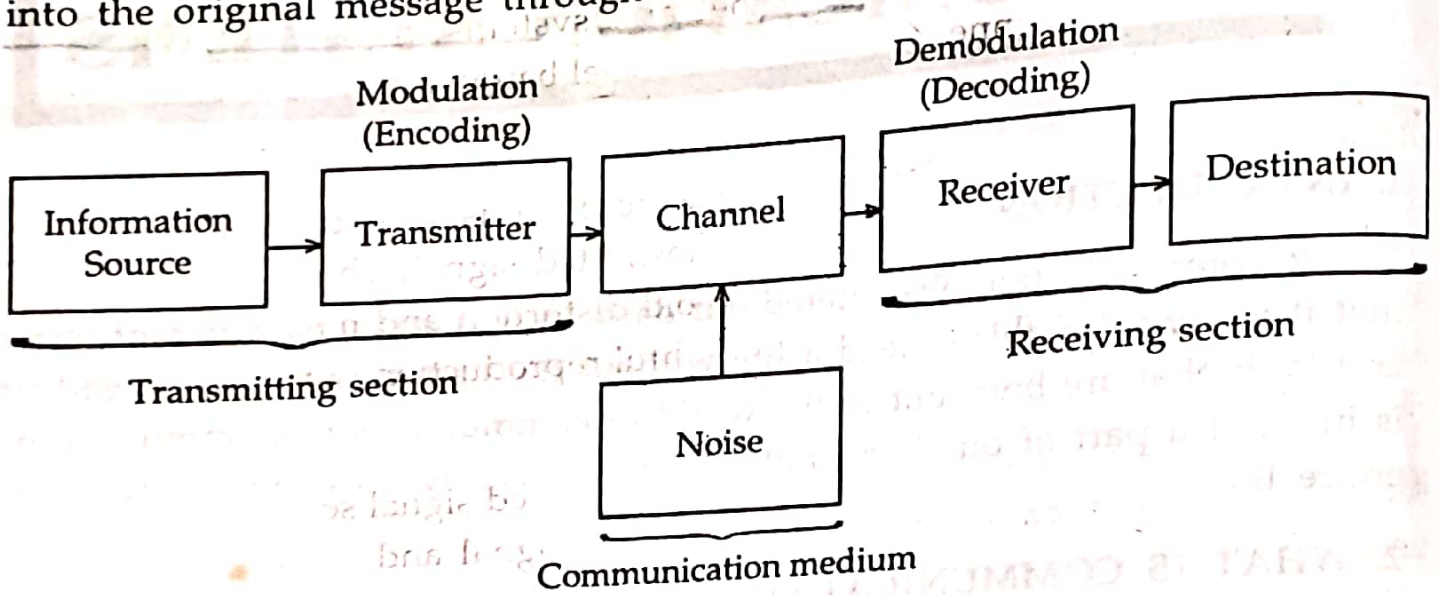 into the original message
Modulation
(Encoding)
Demodulation
(Decoding)
Information
Source
Transmitter
Channel
Receiver
Destination
Transmitting section
Receiving section
Noise
Communication medium